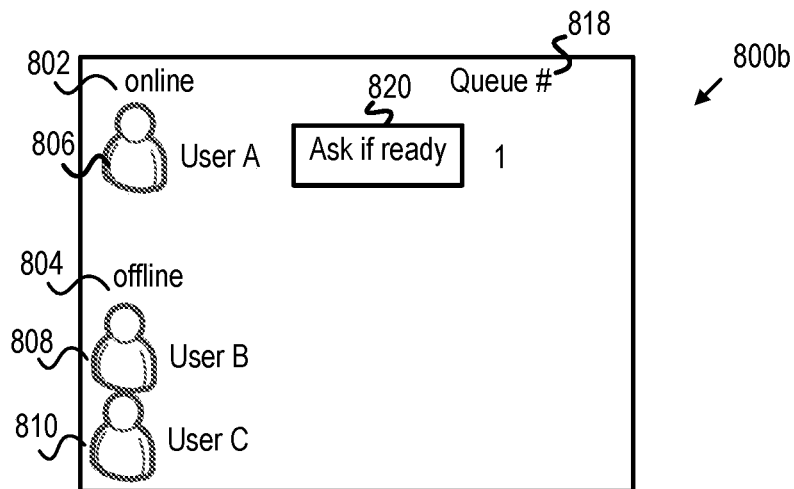 818
802
online
Queue #
800b
820
806
User A
Ask if ready
1
804
offline
808
User B
810
User C